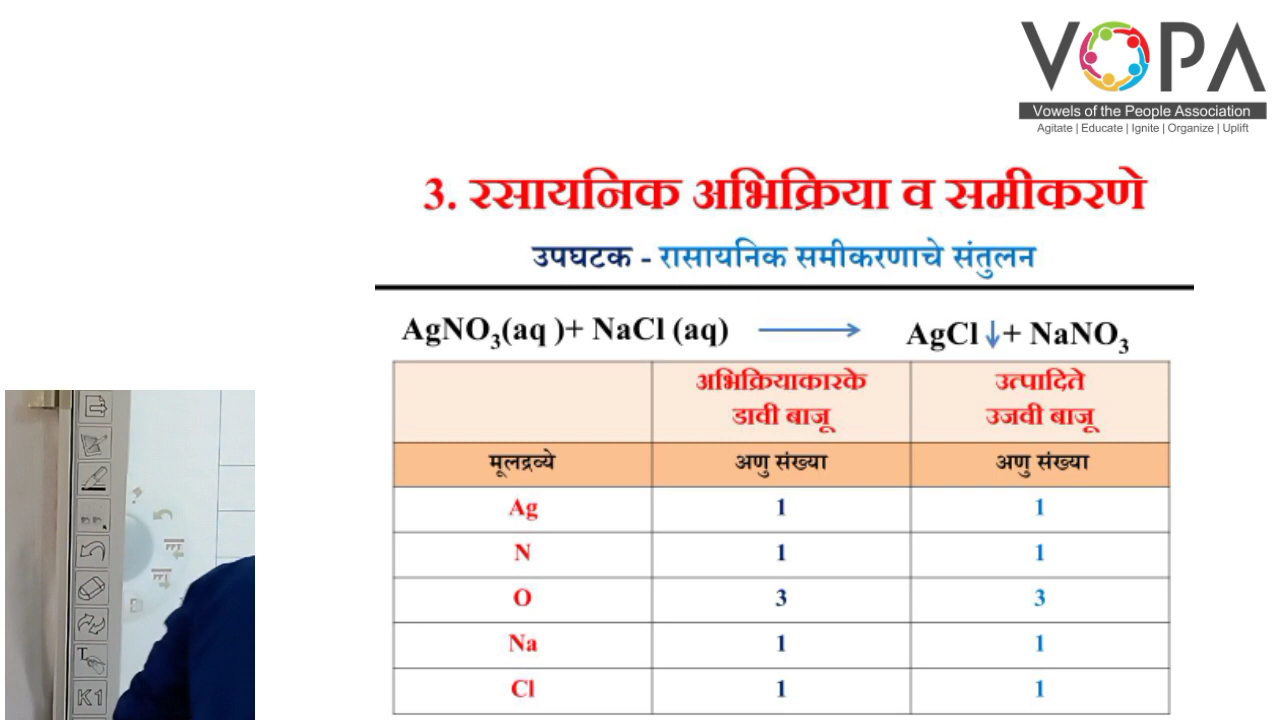 VOPA
Vowels of the People Association
Agitate | Educate | Ignite | Organize | Uplift
3. रसायनिक अभिक्रिया व समीकरणे
उपघटक - रासायनिक समीकरणाचे संतुलन
AgNO₃(aq )+ NaCl (aq) ⟶ AgCl ↓+ NaNO₃
अभिक्रियाकारके डावी बाजू उत्पादिते उजवी बाजू
मूलद्रव्ये अणु संख्या अणु संख्या
Ag 1 1
N 1 1
O 3 3
Na 1 1
Cl 1 1
?
PPT
PPT
T
K1